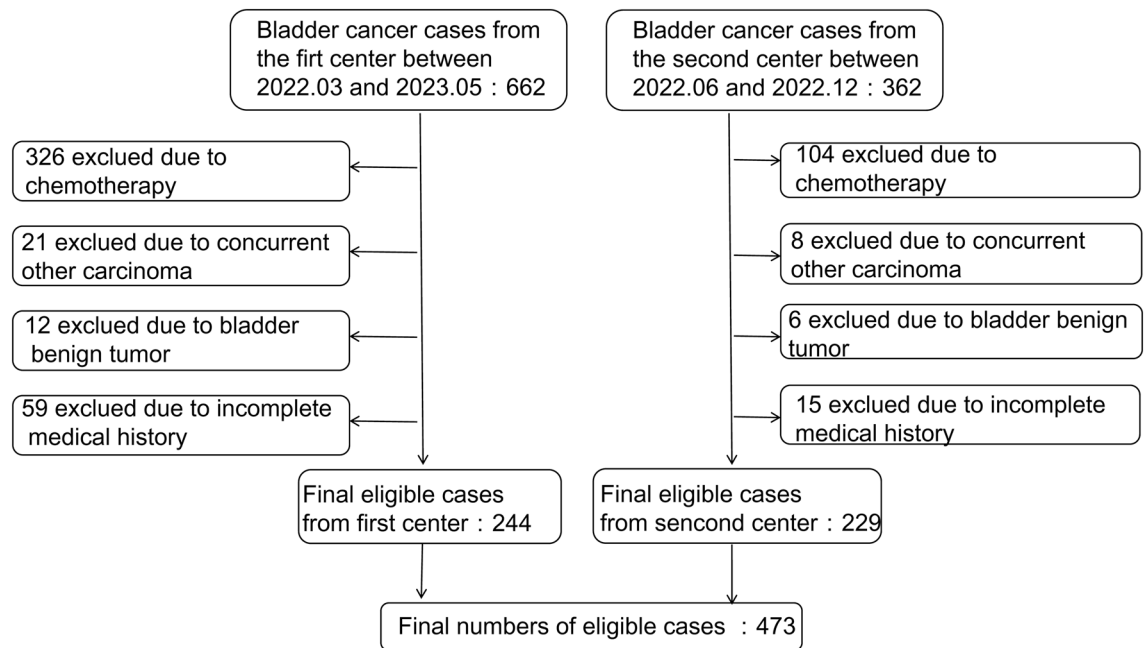 Bladder cancer cases from
the firt center between
2022.03 and 2023.05：662
Bladder cancer cases from
the second center between
2022.06 and 2022.12：362
326 exclued due to
chemotherapy
104 exclued due to
chemotherapy
21 exclued due to concurrent
other carcinoma
8 exclued due to concurrent
other carcinoma
12 exclued due to bladder
benign tumor
6 exclued due to bladder benign
tumor
59 exclued due to incomplete
medical history
15 exclued due to incomplete
medical history
Final eligible cases
from first center：244
Final eligible cases
from sencond center：229
Final numbers of eligible cases ：473